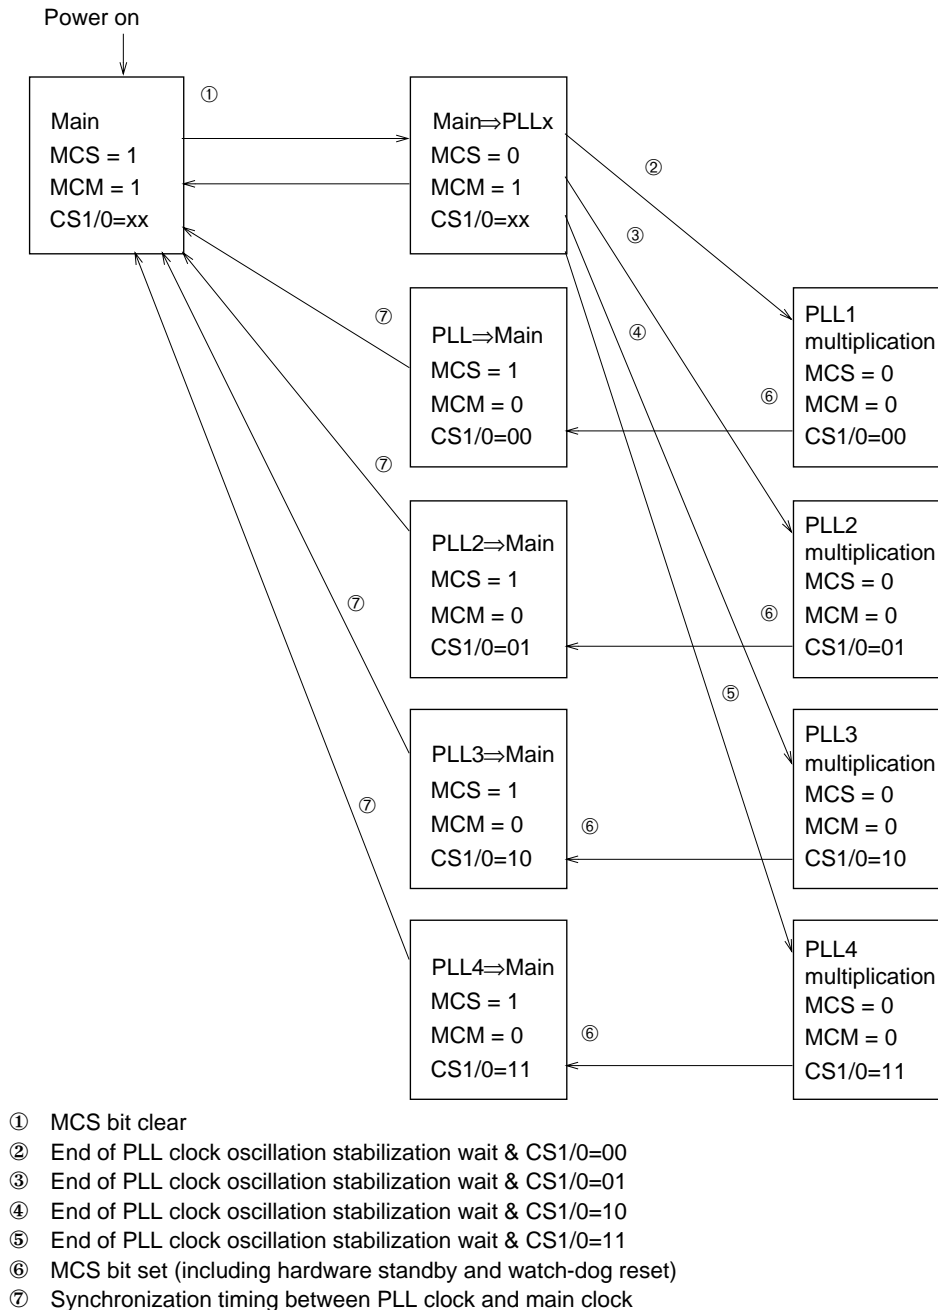 Power on
①
Main
MCS = 1
MCM = 1
CS1/0=xx
Main⇒PLLx
MCS = 0
MCM = 1
CS1/0=xx
②
③
④
⑤
PLL⇒Main
MCS = 1
MCM = 0
CS1/0=00
⑦
PLL1
multiplication
MCS = 0
MCM = 0
CS1/0=00
⑥
PLL2⇒Main
MCS = 1
MCM = 0
CS1/0=01
⑦
PLL2
multiplication
MCS = 0
MCM = 0
CS1/0=01
⑥
PLL3⇒Main
MCS = 1
MCM = 0
CS1/0=10
⑦
PLL3
multiplication
MCS = 0
MCM = 0
CS1/0=10
⑥
PLL4⇒Main
MCS = 1
MCM = 0
CS1/0=11
⑦
PLL4
multiplication
MCS = 0
MCM = 0
CS1/0=11
⑥
① MCS bit clear
② End of PLL clock oscillation stabilization wait & CS1/0=00
③ End of PLL clock oscillation stabilization wait & CS1/0=01
④ End of PLL clock oscillation stabilization wait & CS1/0=10
⑤ End of PLL clock oscillation stabilization wait & CS1/0=11
⑥ MCS bit set (including hardware standby and watch-dog reset)
⑦ Synchronization timing between PLL clock and main clock